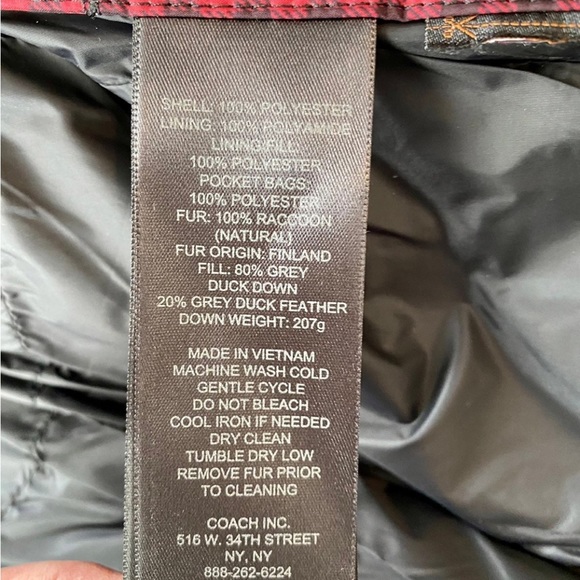 SHELL: 100% POLYESTER
LINING: 100% POLYAMIDE
LINING FILL
100% POLYESTER
POCKET BAGS:
100% POLYESTER
FUR: 100% RACCOON
(NATURAL)
FUR ORIGIN: FINLAND
FILL: 80% GREY
DUCK DOWN
20% GREY DUCK FEATHER
DOWN WEIGHT: 207g
MADE IN VIETNAM
MACHINE WASH COLD
GENTLE CYCLE
DO NOT BLEACH
COOL IRON IF NEEDED
DRY CLEAN
TUMBLE DRY LOW
REMOVE FUR PRIOR
TO CLEANING
COACH INC.
516 W. 34TH STREET
NY, NY
888-262-6224